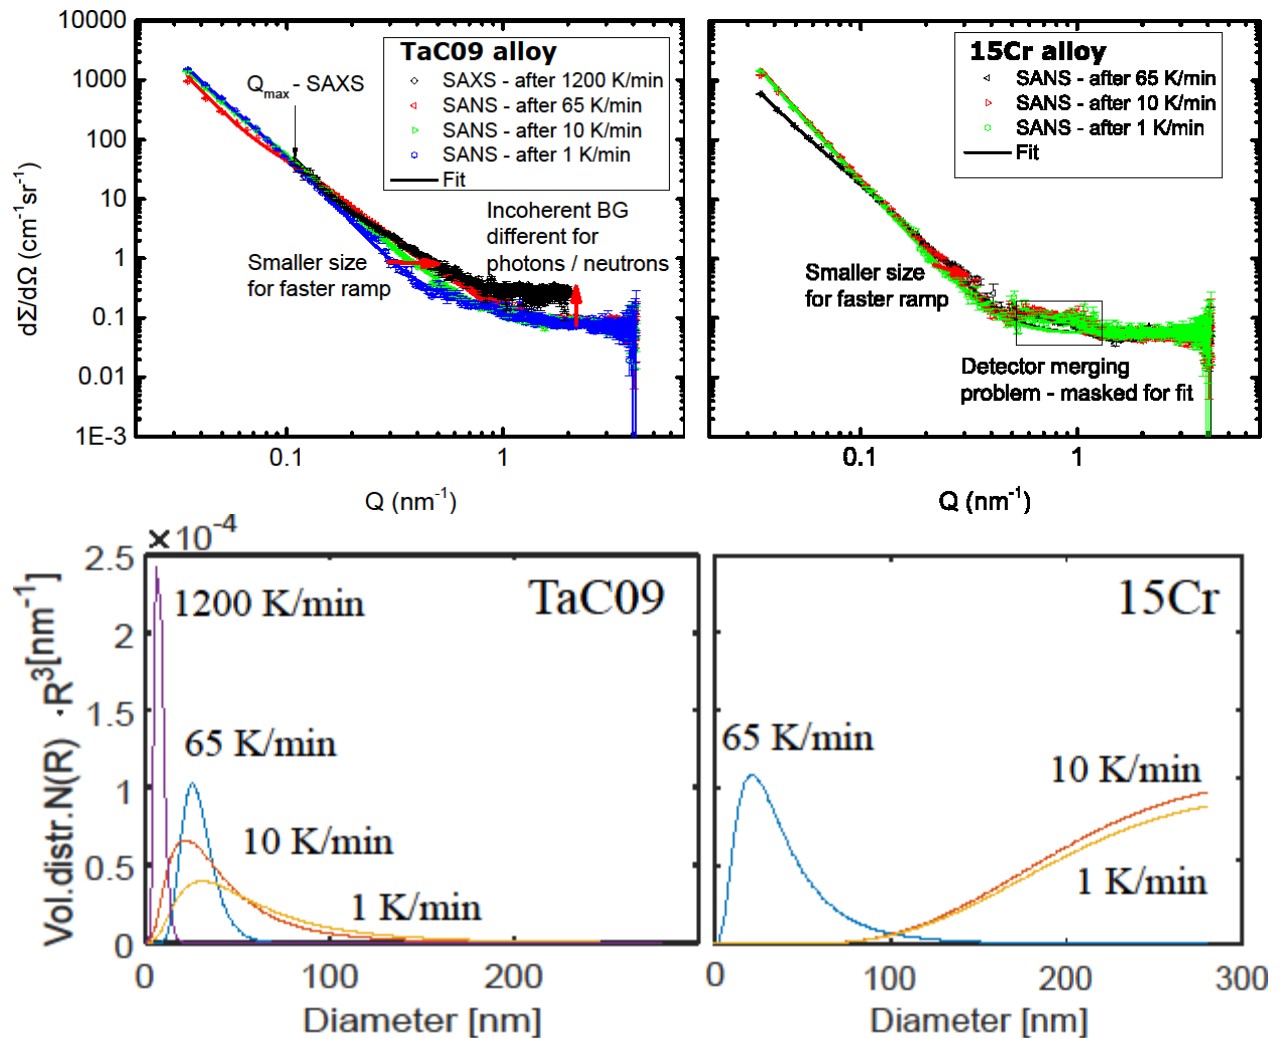 10000
1000
100
10
1
0.1
0.01
1E-3
dΣ/dΩ (cm⁻¹sr⁻¹)
TaC09 alloy
SAXS - after 1200 K/min
SANS - after 65 K/min
SANS - after 10 K/min
SANS - after 1 K/min
Fit
Qmax - SAXS
Incoherent BG
different for
photons / neutrons
Smaller size
for faster ramp
0.1
1
Q (nm⁻¹)
15Cr alloy
SANS - after 65 K/min
SANS - after 10 K/min
SANS - after 1 K/min
Fit
Smaller size
for faster ramp
Detector merging
problem - masked for fit
0.1
1
Q (nm⁻¹)
×10⁻⁴
2.5
2
1.5
1
0.5
0
Vol.distr.N(R) ·R³[nm⁻¹]
TaC09
1200 K/min
65 K/min
10 K/min
1 K/min
0
100
200
Diameter [nm]
15Cr
65 K/min
10 K/min
1 K/min
0
100
200
300
Diameter [nm]